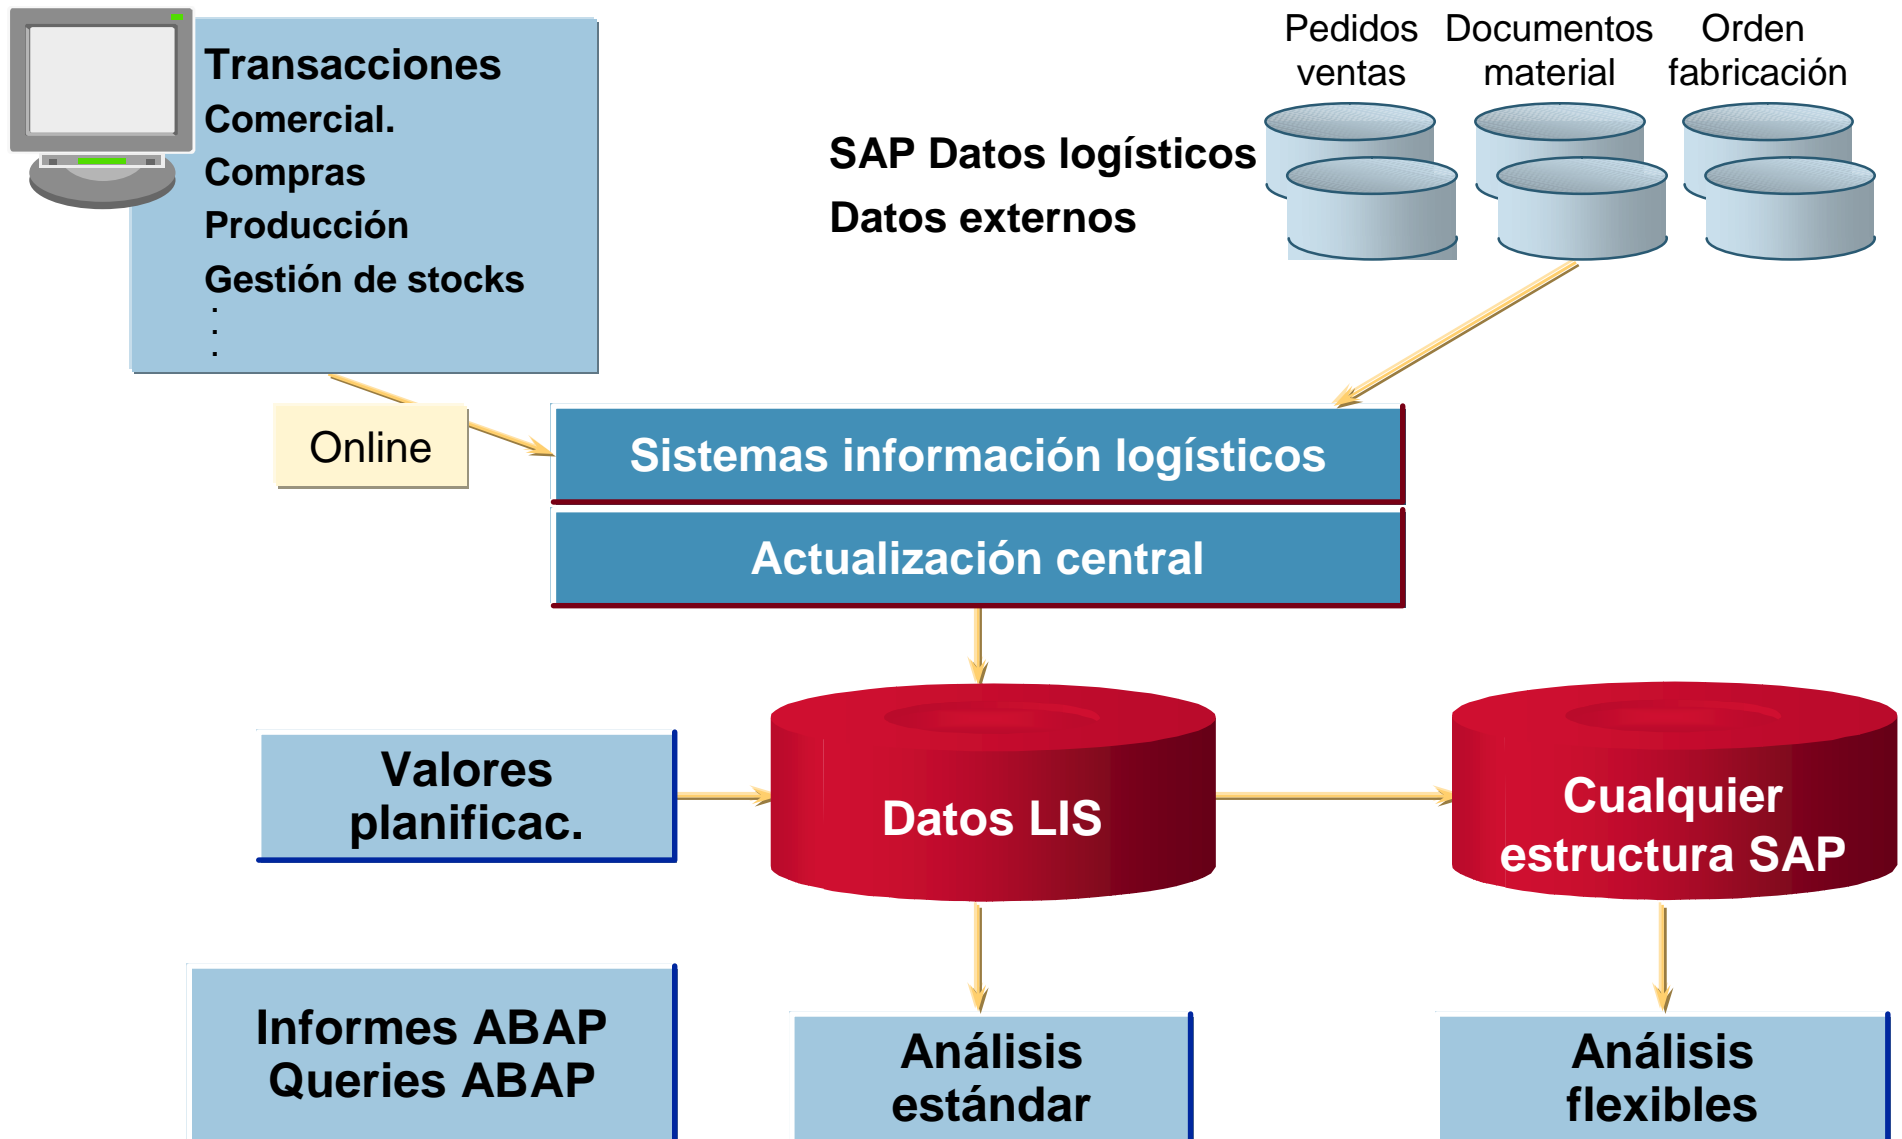 Transacciones
Comercial.
Compras
Producción
Gestión de stocks
.
.
.
Pedidos
ventas
Documentos
material
Orden
fabricación
SAP Datos logísticos
Datos externos
Online
Sistemas información logísticos
Actualización central
Valores
planificac.
Datos LIS
Cualquier
estructura SAP
Informes ABAP
Queries ABAP
Análisis
estándar
Análisis
flexibles